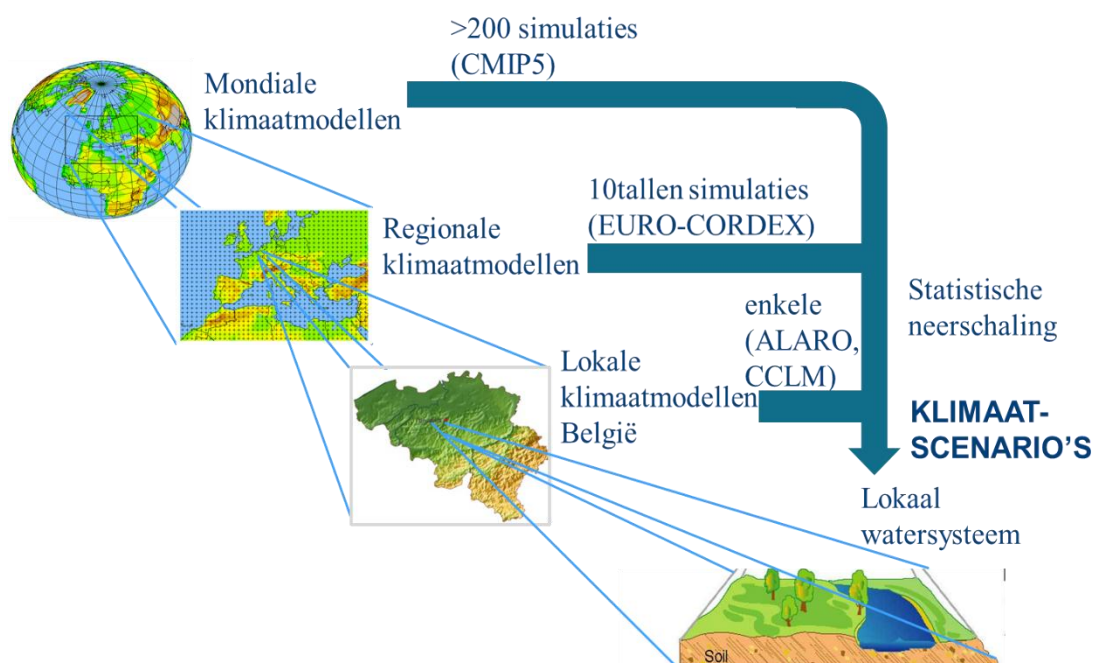 >200 simulaties
(CMIP5)
Mondiale
klimaatmodellen
10tallen simulaties
(EURO-CORDEX)
Regionale
klimaatmodellen
Statistische
neerschaling
enkele
(ALARO,
CCLM)
Lokale
klimaatmodellen
België
KLIMAAT-
SCENARIO'S
Lokaal
watersysteem
Soil